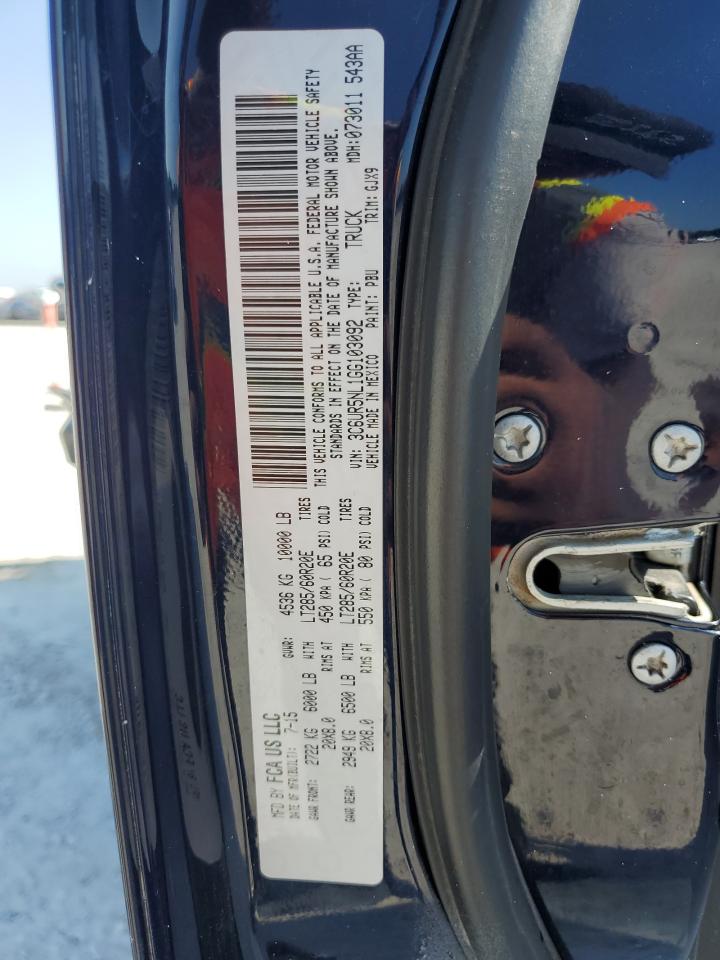 MFD BY FCA US LLC
DATE OF MFR(BUILT): 7-15 GVWR: 4536 KG 10000 LB
GAWR FRONT: 2722 KG 6000 LB WITH LT285/60R20E TIRES
20X8.0 RIMS AT 450 KPA ( 65 PSI) COLD
GAWR REAR: 2949 KG 6500 LB WITH LT285/60R20E TIRES
20X8.0 RIMS AT 550 KPA ( 80 PSI) COLD
THIS VEHICLE CONFORMS TO ALL APPLICABLE U.S.A. FEDERAL MOTOR VEHICLE SAFETY
STANDARDS IN EFFECT ON THE DATE OF MANUFACTURE SHOWN ABOVE.
VIN: 3C6UR5NL1GG103092 TYPE: TRUCK MDH:073011 543AA
VEHICLE MADE IN MEXICO PAINT: PBU TRIM: GJX9